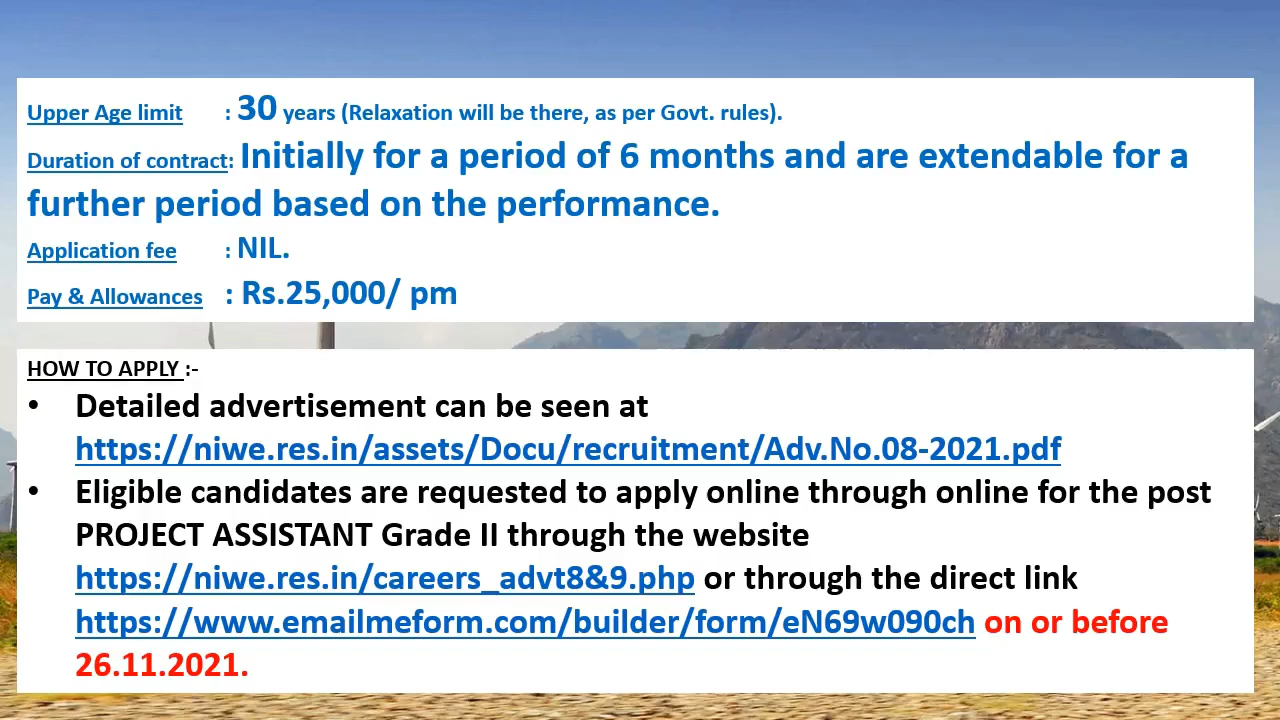 Upper Age limit : 30 years (Relaxation will be there, as per Govt. rules).
Duration of contract: Initially for a period of 6 months and are extendable for a
further period based on the performance.
Application fee : NIL.
Pay & Allowances : Rs.25,000/ pm
HOW TO APPLY :-
• Detailed advertisement can be seen at
https://niwe.res.in/assets/Docu/recruitment/Adv.No.08-2021.pdf
• Eligible candidates are requested to apply online through online for the post
PROJECT ASSISTANT Grade II through the website
https://niwe.res.in/careers_advt8&9.php or through the direct link
https://www.emailmeform.com/builder/form/eN69w090ch on or before
26.11.2021.